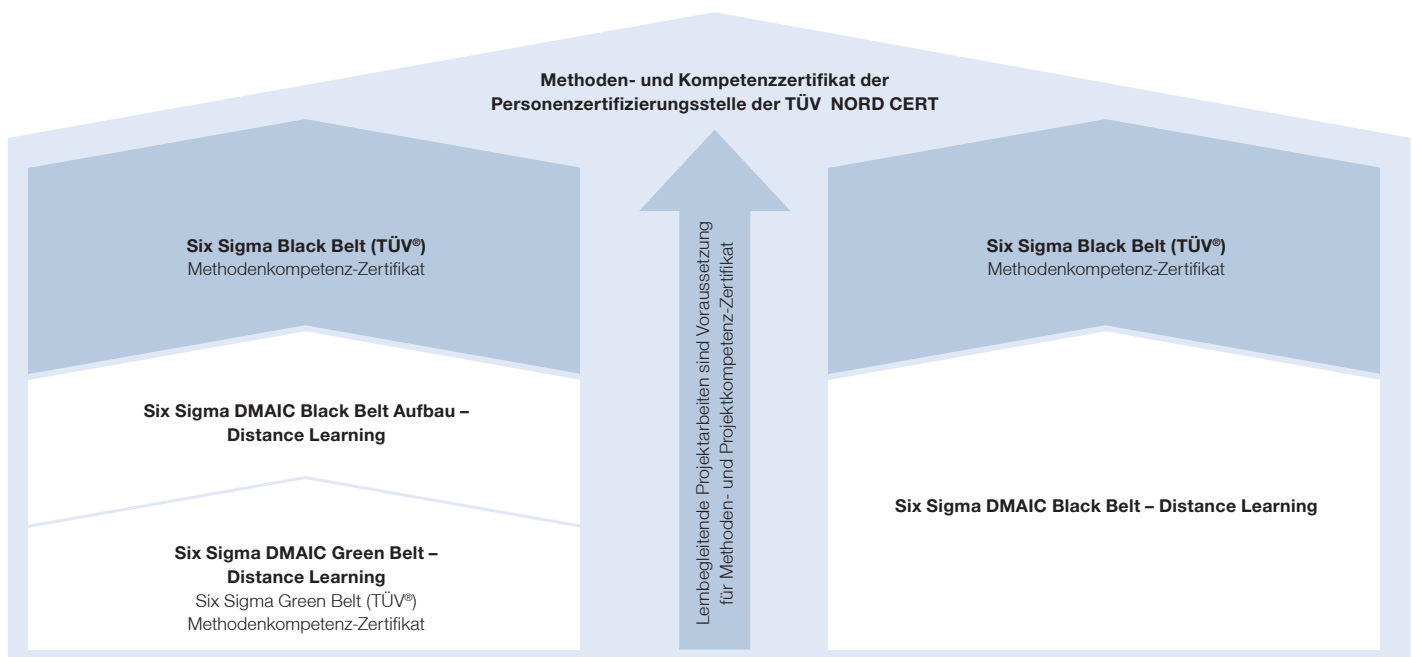 Methoden- und Kompetenzzertifikat der
Personenzertifizierungsstelle der TÜV NORD CERT
Six Sigma Black Belt (TÜV®)
Methodenkompetenz-Zertifikat
Six Sigma DMAIC Black Belt Aufbau –
Distance Learning
Six Sigma DMAIC Green Belt –
Distance Learning
Six Sigma Green Belt (TÜV®)
Methodenkompetenz-Zertifikat
Lernbegleitende Projektarbeiten sind Voraussetzung
für Methoden- und Projektkompetenz-Zertifikat
Six Sigma Black Belt (TÜV®)
Methodenkompetenz-Zertifikat
Six Sigma DMAIC Black Belt – Distance Learning